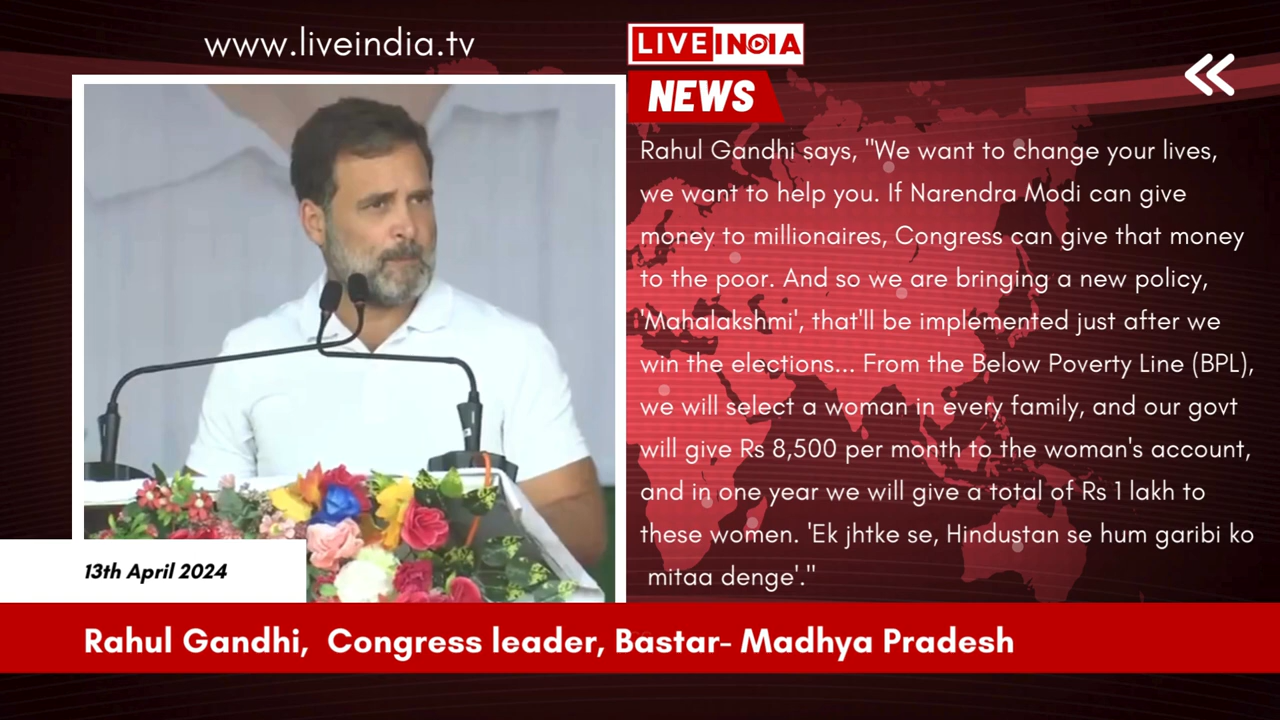 www.liveindia.tv
LIVE INDIA
NEWS
Rahul Gandhi says, "We want to change your lives,
we want to help you. If Narendra Modi can give
money to millionaires, Congress can give that money
to the poor. And so we are bringing a new policy,
'Mahalakshmi', that'll be implemented just after we
win the elections... From the Below Poverty Line (BPL),
we will select a woman in every family, and our govt
will give Rs 8,500 per month to the woman's account,
and in one year we will give a total of Rs 1 lakh to
these women. 'Ek jhtke se, Hindustan se hum garibi ko
mitaa denge'."
13th April 2024
Rahul Gandhi, Congress leader, Bastar- Madhya Pradesh